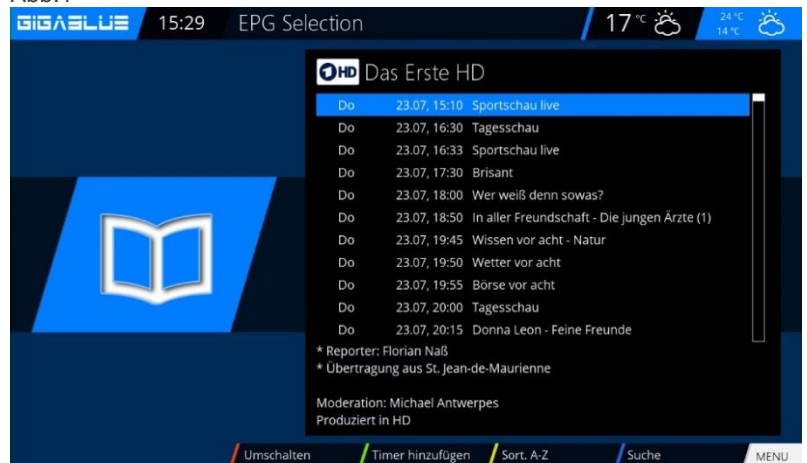 GIGABLUE 15:29 EPG Selection 17 °C 24 °C
14 °C
HD Das Erste HD
Do 23.07, 15:10 Sportschau live
Do 23.07, 16:30 Tagesschau
Do 23.07, 16:33 Sportschau live
Do 23.07, 17:30 Brisant
Do 23.07, 18:00 Wer weiß denn sowas?
Do 23.07, 18:50 In aller Freundschaft - Die jungen Ärzte (1)
Do 23.07, 19:45 Wissen vor acht - Natur
Do 23.07, 19:50 Wetter vor acht
Do 23.07, 19:55 Börse vor acht
Do 23.07, 20:00 Tagesschau
Do 23.07, 20:15 Donna Leon - Feine Freunde
* Reporter: Florian Naß
* Übertragung aus St. Jean-de-Maurienne
Moderation: Michael Antwerpes
Produziert in HD
Umschalten Timer hinzufügen Sort. A-Z Suche MENU